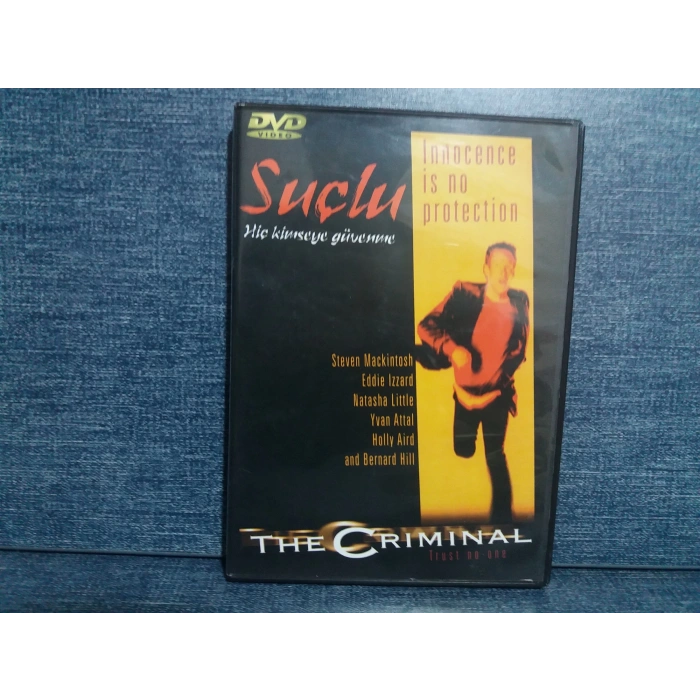 DVD
VIDEO
Suçlu
Hiç kimseye güvenme
Innocence
is no
protection
Steven Mackintosh
Eddie Izzard
Natasha Little
Yvan Attal
Holly Aird
and Bernard Hill
THE CRIMINAL
Trust no one